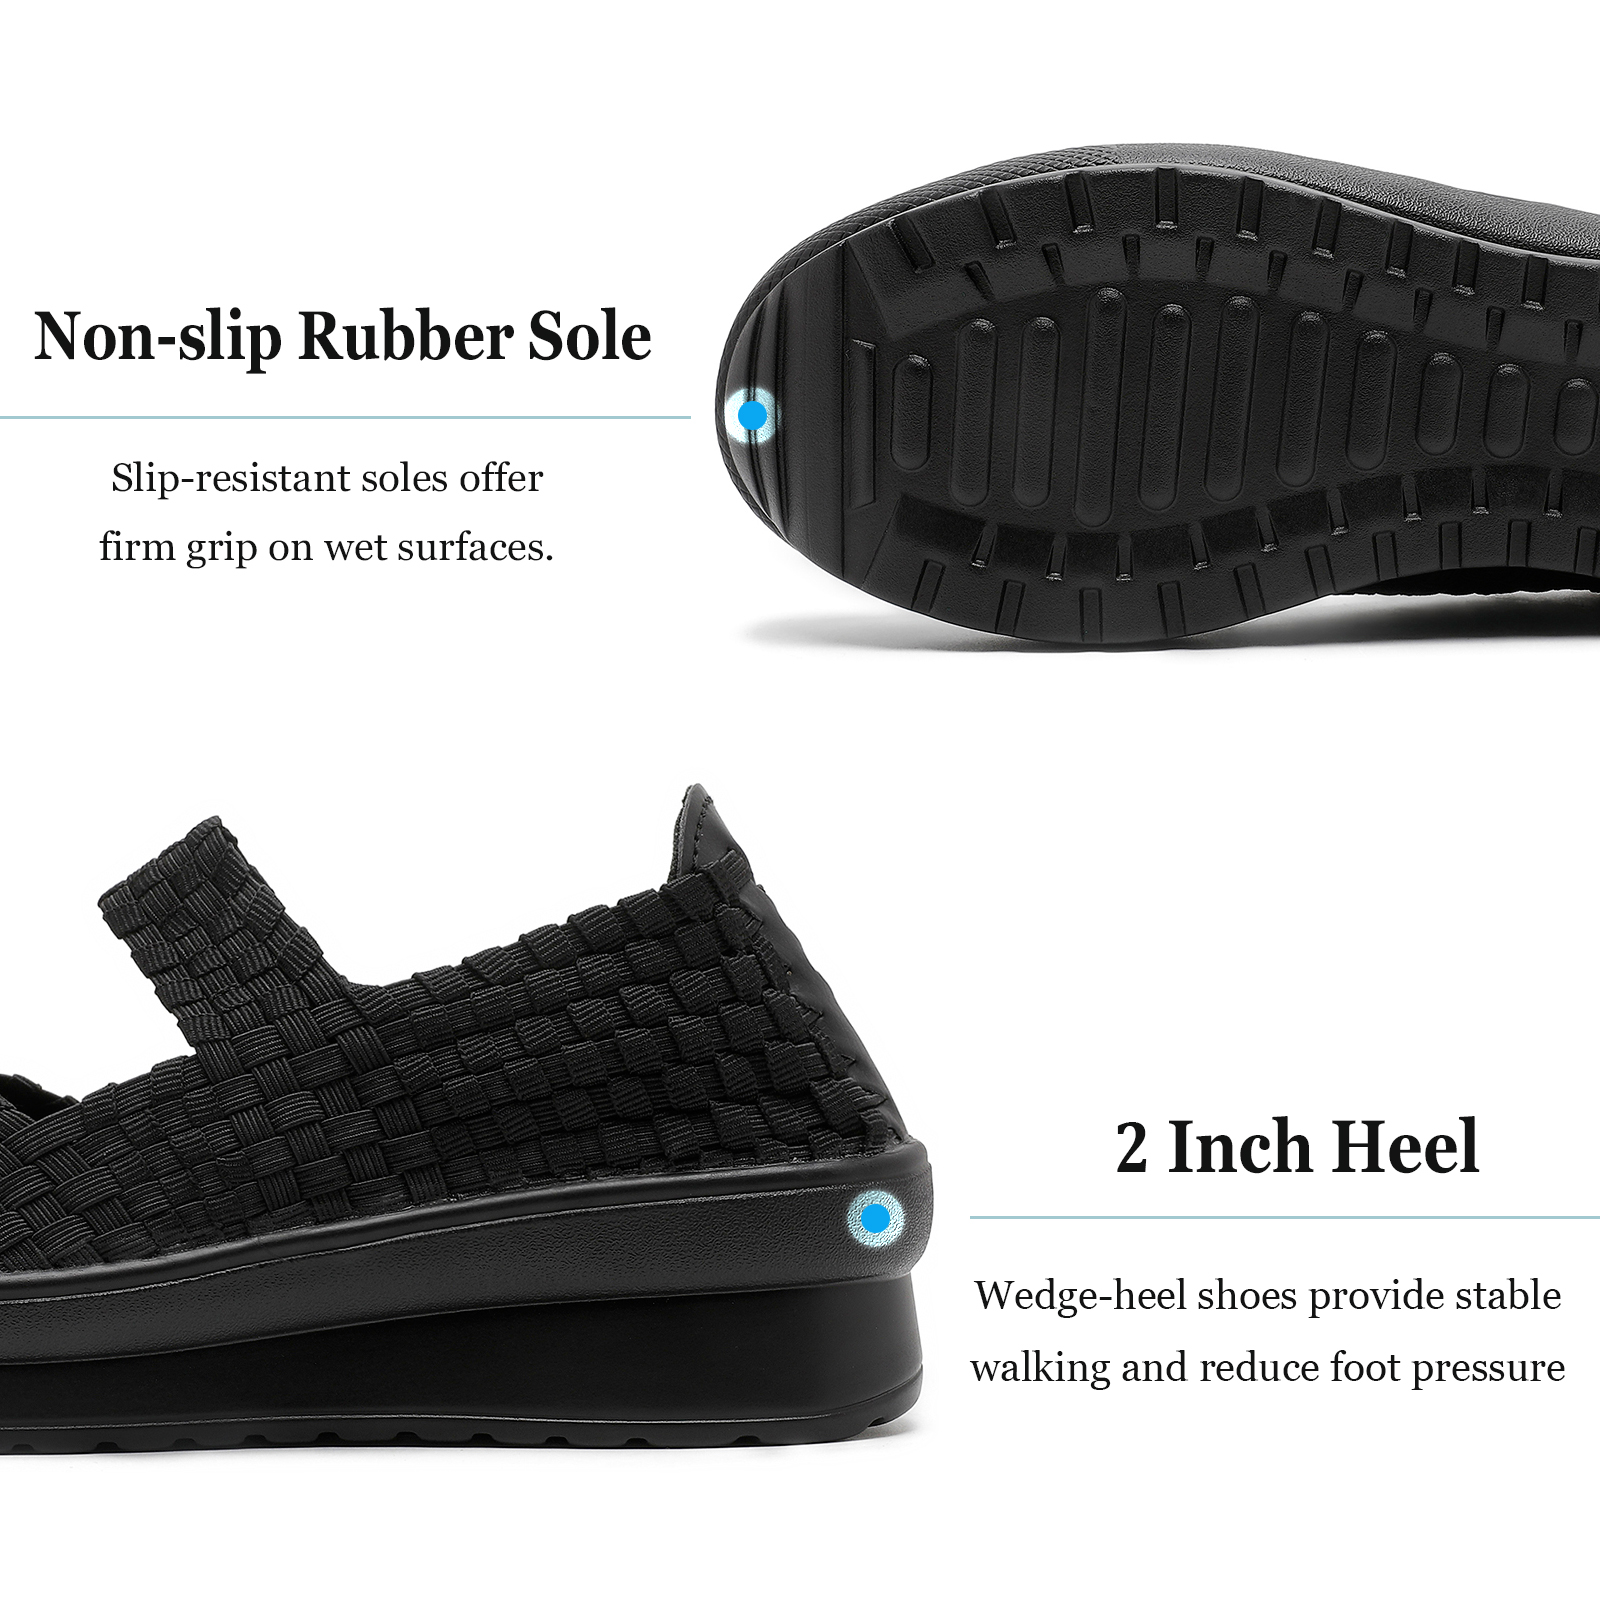 Non-slip Rubber Sole
Slip-resistant soles offer
firm grip on wet surfaces.
2 Inch Heel
Wedge-heel shoes provide stable
walking and reduce foot pressure